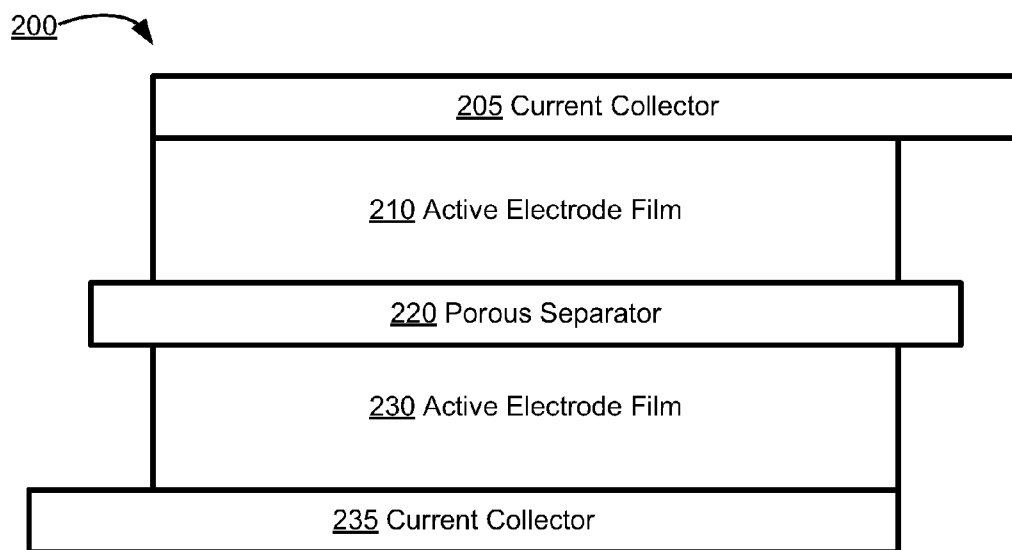 200
205 Current Collector
210 Active Electrode Film
220 Porous Separator
230 Active Electrode Film
235 Current Collector